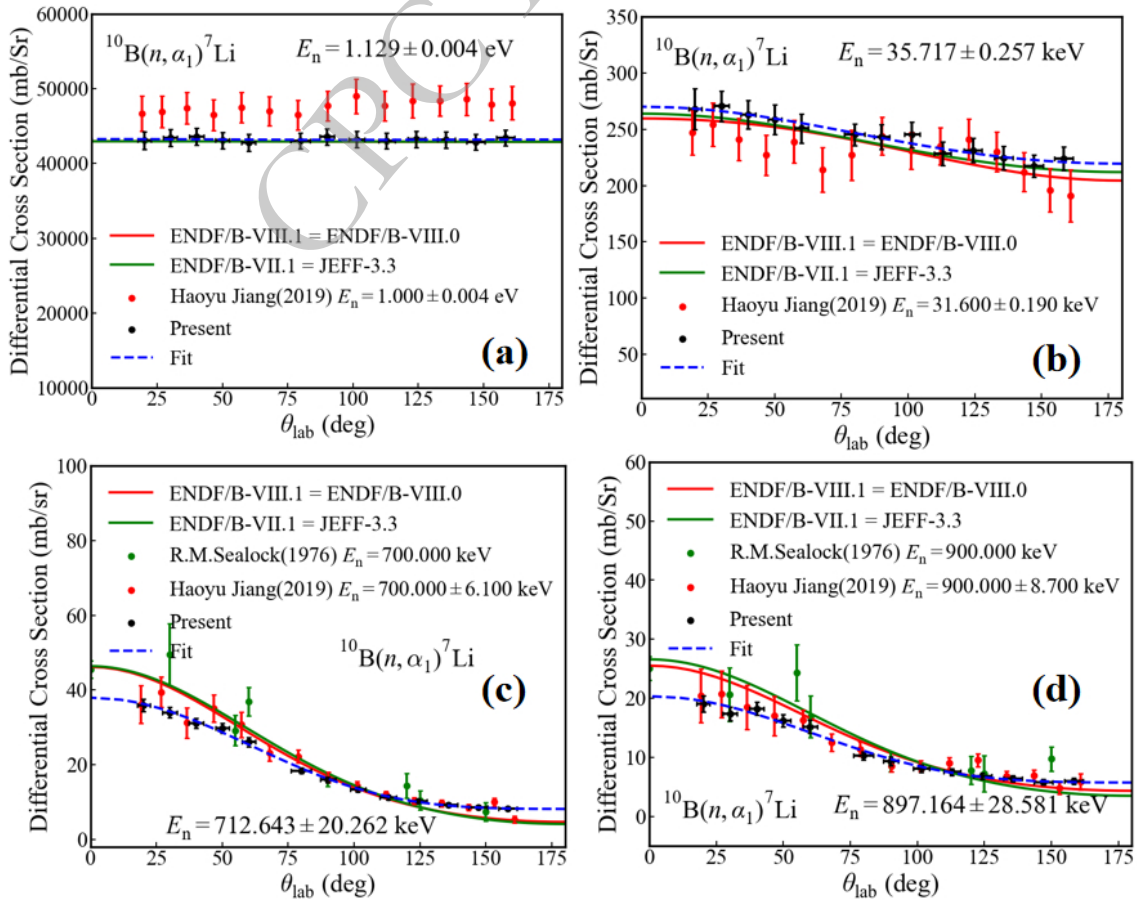 CPC
(a)
¹⁰B(n, α₁)⁷Li
Eₙ = 1.129 ± 0.004 eV
Differential Cross Section (mb/Sr)
60000
50000
40000
30000
20000
10000
ENDF/B-VIII.1 = ENDF/B-VIII.0
ENDF/B-VII.1 = JEFF-3.3
Haoyu Jiang(2019) Eₙ = 1.000 ± 0.004 eV
Present
Fit
0 25 50 75 100 125 150 175
θlab (deg)
(b)
¹⁰B(n, α₁)⁷Li
Eₙ = 35.717 ± 0.257 keV
Differential Cross Section (mb/Sr)
350
300
250
200
150
100
50
ENDF/B-VIII.1 = ENDF/B-VIII.0
ENDF/B-VII.1 = JEFF-3.3
Haoyu Jiang(2019) Eₙ = 31.600 ± 0.190 keV
Present
Fit
0 25 50 75 100 125 150 175
θlab (deg)
(c)
Differential Cross Section (mb/sr)
100
80
60
40
20
0
ENDF/B-VIII.1 = ENDF/B-VIII.0
ENDF/B-VII.1 = JEFF-3.3
R.M.Sealock(1976) Eₙ = 700.000 keV
Haoyu Jiang(2019) Eₙ = 700.000 ± 6.100 keV
Present
Fit
¹⁰B(n, α₁)⁷Li
Eₙ = 712.643 ± 20.262 keV
0 25 50 75 100 125 150 175
θlab (deg)
(d)
Differential Cross Section (mb/Sr)
60
50
40
30
20
10
0
ENDF/B-VIII.1 = ENDF/B-VIII.0
ENDF/B-VII.1 = JEFF-3.3
R.M.Sealock(1976) Eₙ = 900.000 keV
Haoyu Jiang(2019) Eₙ = 900.000 ± 8.700 keV
Present
Fit
¹⁰B(n, α₁)⁷Li
Eₙ = 897.164 ± 28.581 keV
0 25 50 75 100 125 150 175
θlab (deg)